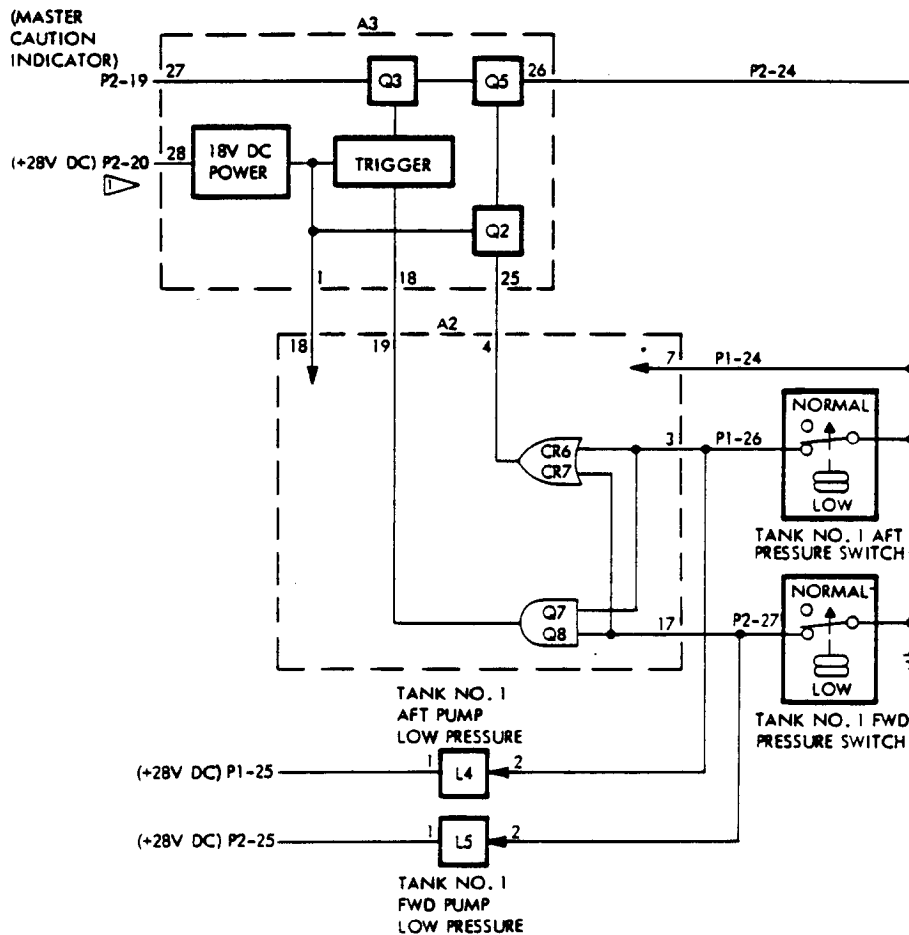 (MASTER
CAUTION
INDICATOR)
A3
P2-19
27
Q3
Q5
26
P2-24
(+28V DC) P2-20
28
18V DC
POWER
TRIGGER
1
Q2
1
18
25
A2
18
19
4
7
P1-24
NORMAL
CR6
CR7
3
P1-26
LOW
TANK NO. 1 AFT
PRESSURE SWITCH
NORMAL
Q7
Q8
17
P2-27
LOW
TANK NO. 1 FWD
PRESSURE SWITCH
TANK NO. 1
AFT PUMP
LOW PRESSURE
(+28V DC) P1-25
1
L4
2
(+28V DC) P2-25
1
L5
2
TANK NO. 1
FWD PUMP
LOW PRESSURE